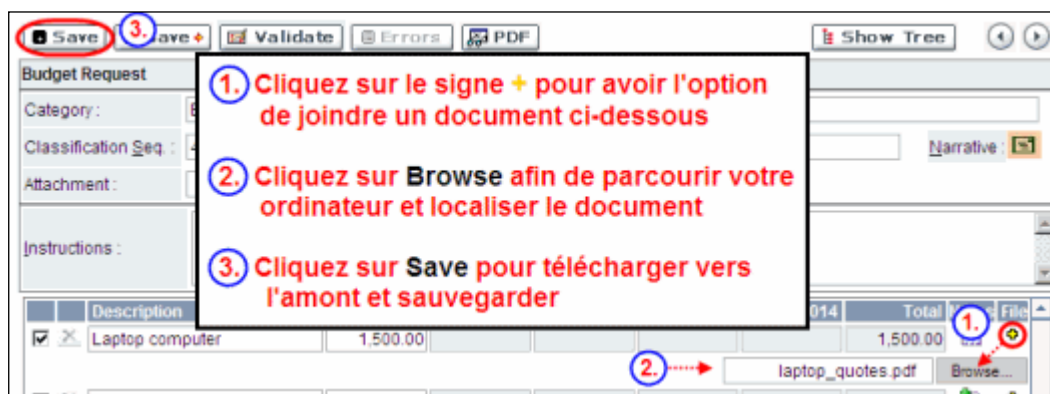 Save 3. ave Validate Errors PDF Show Tree
Budget Request
Category :
Classification Seq. : Narrative :
Attachment :
Instructions :
1. Cliquez sur le signe + pour avoir l'option
de joindre un document ci-dessous
2. Cliquez sur Browse afin de parcourir votre
ordinateur et localiser le document
3. Cliquez sur Save pour télécharger vers
l'amont et sauvegarder
Description 014 Total File
1.
Laptop computer 1,500.00 1,500.00
2. laptop_quotes.pdf Browse...